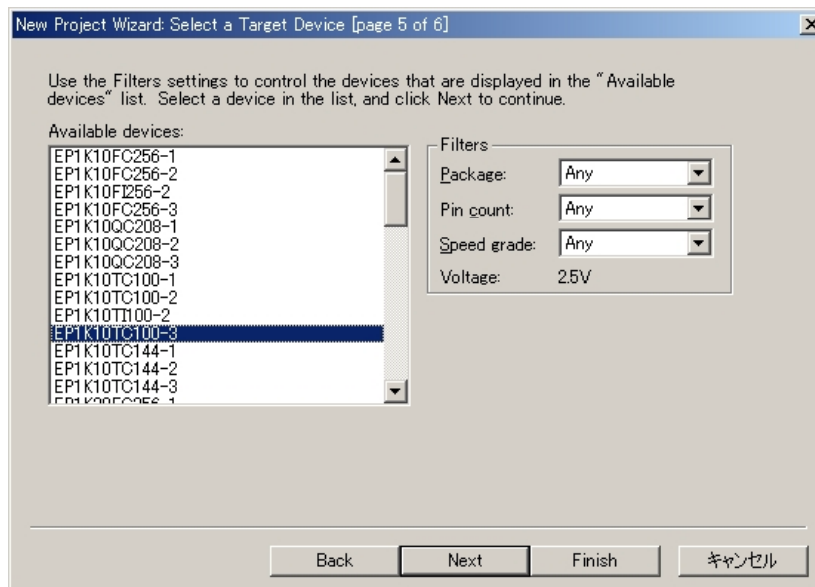 New Project Wizard: Select a Target Device [page 5 of 6]
Use the Filters settings to control the devices that are displayed in the "Available
devices" list. Select a device in the list, and click Next to continue.
Available devices:
EP1K10FC256-1
EP1K10FC256-2
EP1K10FI256-2
EP1K10FC256-3
EP1K10QC208-1
EP1K10QC208-2
EP1K10QC208-3
EP1K10TC100-1
EP1K10TC100-2
EP1K10TI100-2
EP1K10TC100-3
EP1K10TC144-1
EP1K10TC144-2
EP1K10TC144-3
Filters
Package: Any
Pin count: Any
Speed grade: Any
Voltage: 2.5V
Back
Next
Finish
キャンセル